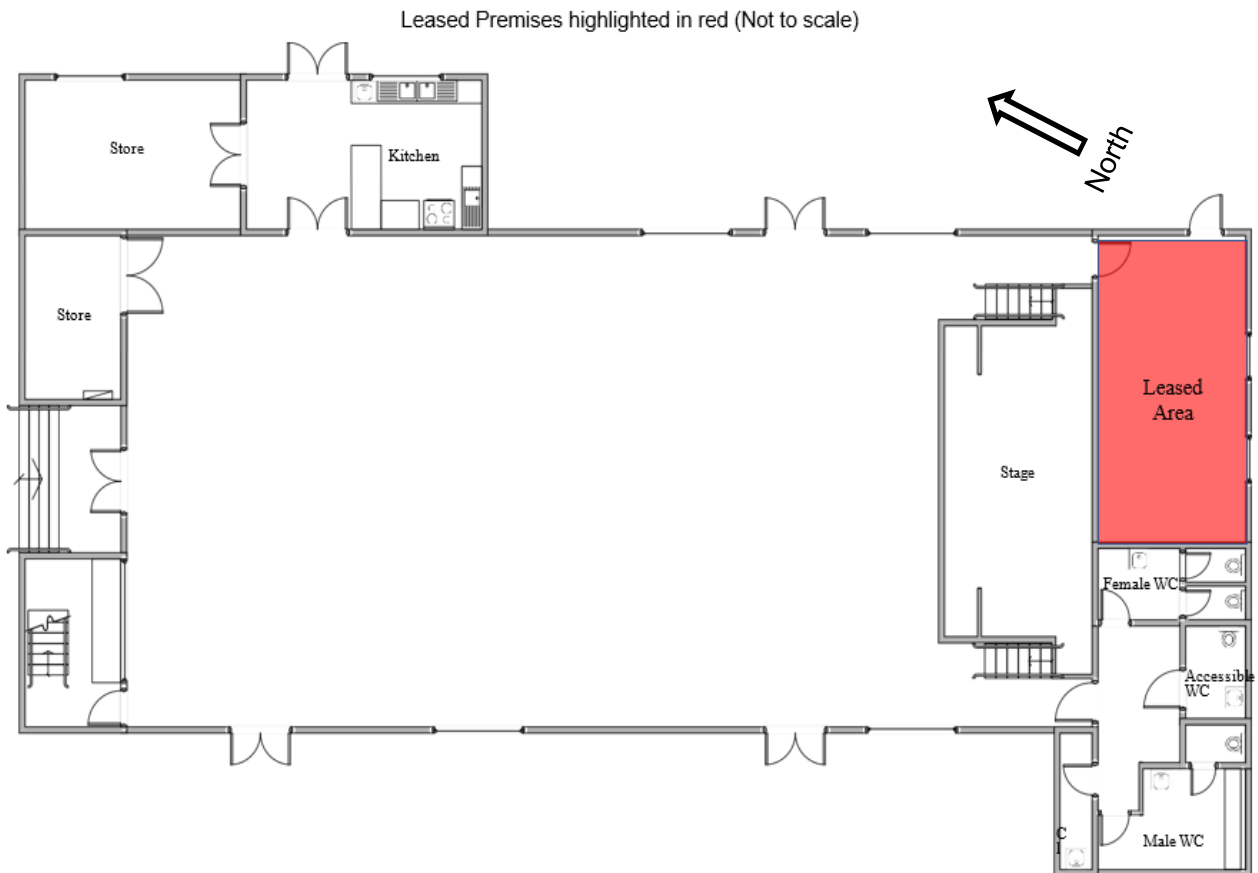 Leased Premises highlighted in red (Not to scale)
North
Store
Kitchen
Store
Leased
Area
Stage
Female WC
Accessible
WC
Cl
Male WC